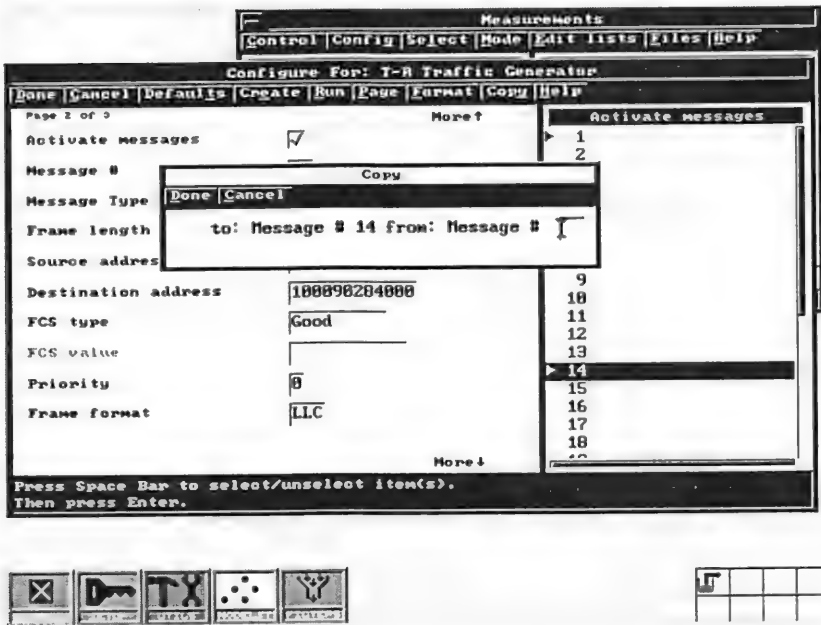 Measurements
Control Config Select Mode Edit lists Files Help
Configure For: T-R Traffic Generator
Done Cancel Defaults Create Run Page Format Copy Help
Page 2 of 3 More↑
Activate messages
Message #
Message Type
Frame length
Source addres
Destination address 100090284000
FCS type Good
FCS value
Priority 0
Frame format LLC
More↓
Copy
Done Cancel
to: Message # 14 from: Message #
Activate messages
1
2
9
10
11
12
13
14
15
16
17
18
Press Space Bar to select/unselect item(s).
Then press Enter.